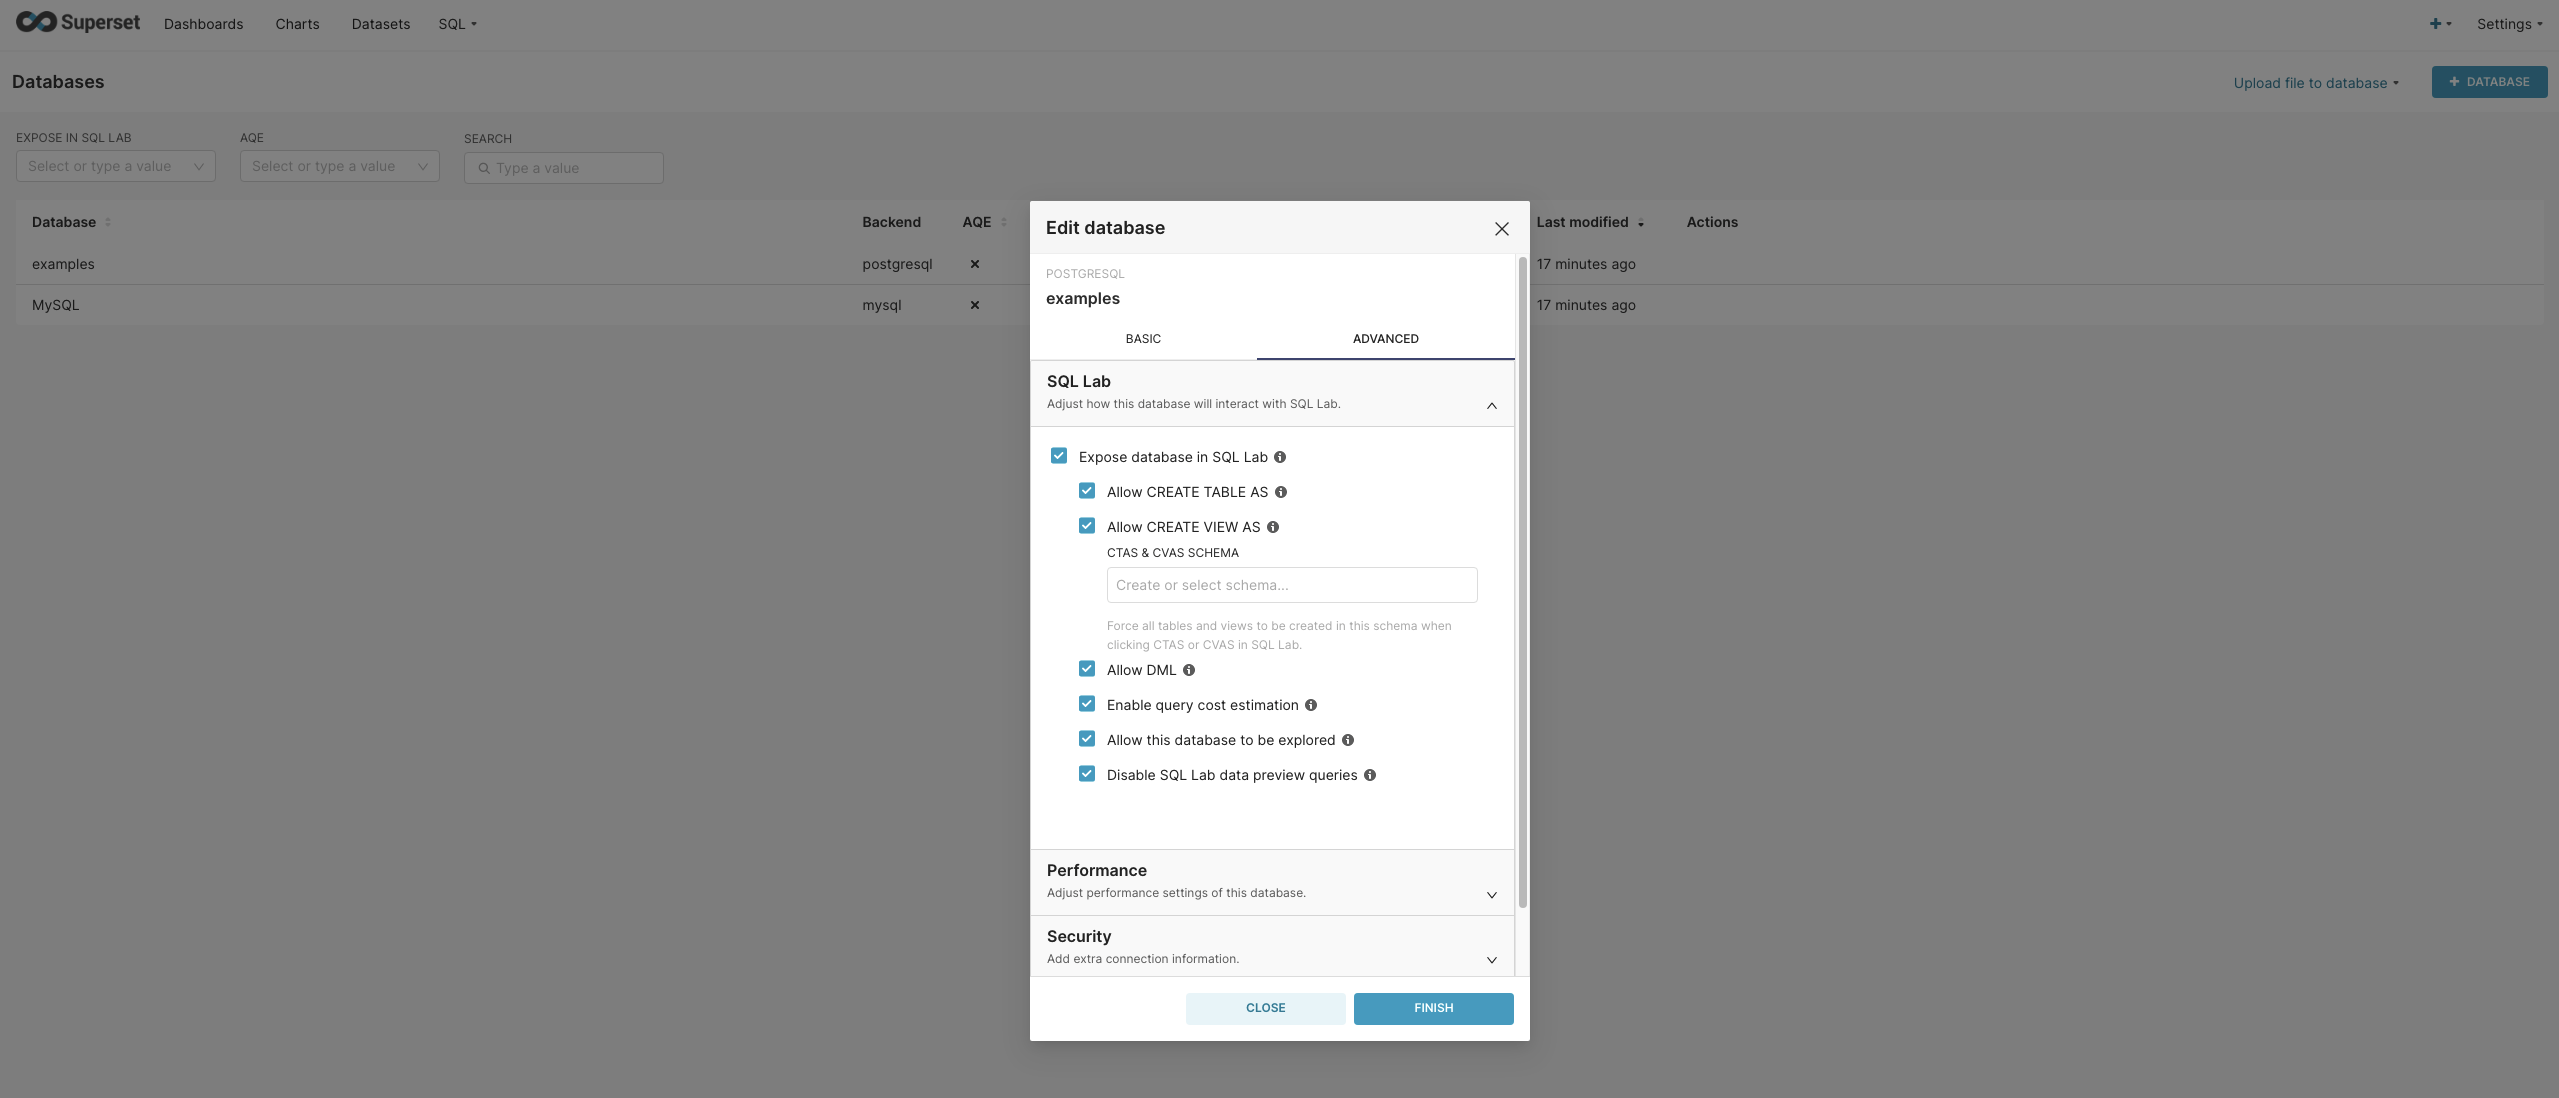 Superset Dashboards Charts Datasets SQL Settings
Databases Upload file to database DATABASE
EXPOSE IN SQL LAB AQE SEARCH
Select or type a value Select or type a value Type a value
Database Backend AQE Last modified Actions
examples postgresql 17 minutes ago
MySQL mysql 17 minutes ago
Edit database
POSTGRESQL
examples
BASIC ADVANCED
SQL Lab
Adjust how this database will interact with SQL Lab.
Expose database in SQL Lab
Allow CREATE TABLE AS
Allow CREATE VIEW AS
CTAS & CVAS SCHEMA
Create or select schema...
Force all tables and views to be created in this schema when
clicking CTAS or CVAS in SQL Lab.
Allow DML
Enable query cost estimation
Allow this database to be explored
Disable SQL Lab data preview queries
Performance
Adjust performance settings of this database.
Security
Add extra connection information.
CLOSE FINISH